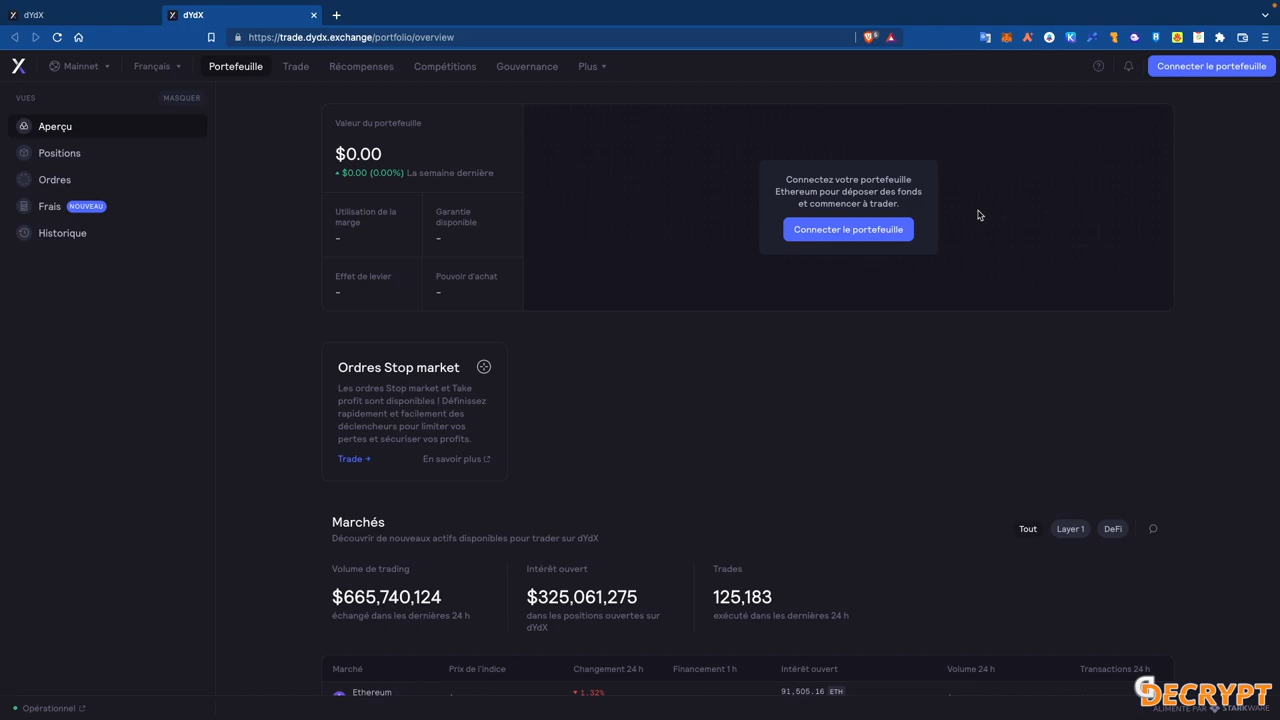 dYdX
dYdX
https://trade.dydx.exchange/portfolio/overview
Mainnet
Français
Portefeuille
Trade
Récompenses
Compétitions
Gouvernance
Plus
Connecter le portefeuille
VUES
MASQUER
Aperçu
Positions
Ordres
Frais NOUVEAU
Historique
Valeur du portefeuille
$0.00
$0.00 (0.00%) La semaine dernière
Utilisation de la
marge
-
Garantie
disponible
-
Effet de levier
-
Pouvoir d'achat
-
Connectez votre portefeuille
Ethereum pour déposer des fonds
et commencer à trader.
Connecter le portefeuille
Ordres Stop market
Les ordres Stop market et Take
profit sont disponibles ! Définissez
rapidement et facilement des
déclencheurs pour limiter vos
pertes et sécuriser vos profits.
Trade →
En savoir plus
Marchés
Découvrir de nouveaux actifs disponibles pour trader sur dYdX
Tout
Layer 1
DeFi
Volume de trading
$665,740,124
échangé dans les dernières 24 h
Intérêt ouvert
$325,061,275
dans les positions ouvertes sur
dYdX
Trades
125,183
exécuté dans les dernières 24 h
Marché
Prix de l'indice
Changement 24 h
Financement 1 h
Intérêt ouvert
Volume 24 h
Transactions 24 h
Ethereum
1.32%
91,505.16 ETH
Opérationnel
DECRYPT
ALIMENTÉ PAR STARKWARE